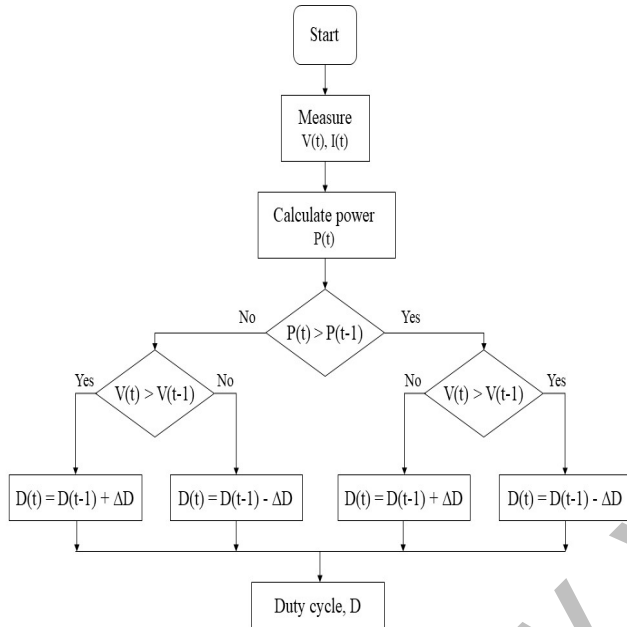 Start
Measure
V(t), I(t)
Calculate power
P(t)
No
P(t) > P(t-1)
Yes
Yes
V(t) > V(t-1)
No
No
V(t) > V(t-1)
Yes
D(t) = D(t-1) + ΔD
D(t) = D(t-1) - ΔD
D(t) = D(t-1) + ΔD
D(t) = D(t-1) - ΔD
Duty cycle, D